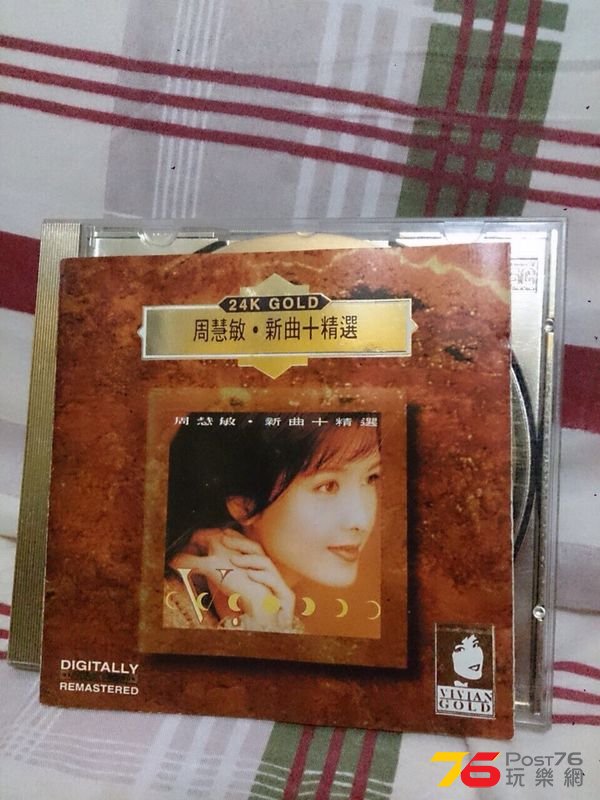 24K GOLD
周慧敏·新曲十精選
周慧敏·新曲十精選
V.
DIGITALLY
REMASTERED
VIVIAN
GOLD
76 POST76
玩樂網